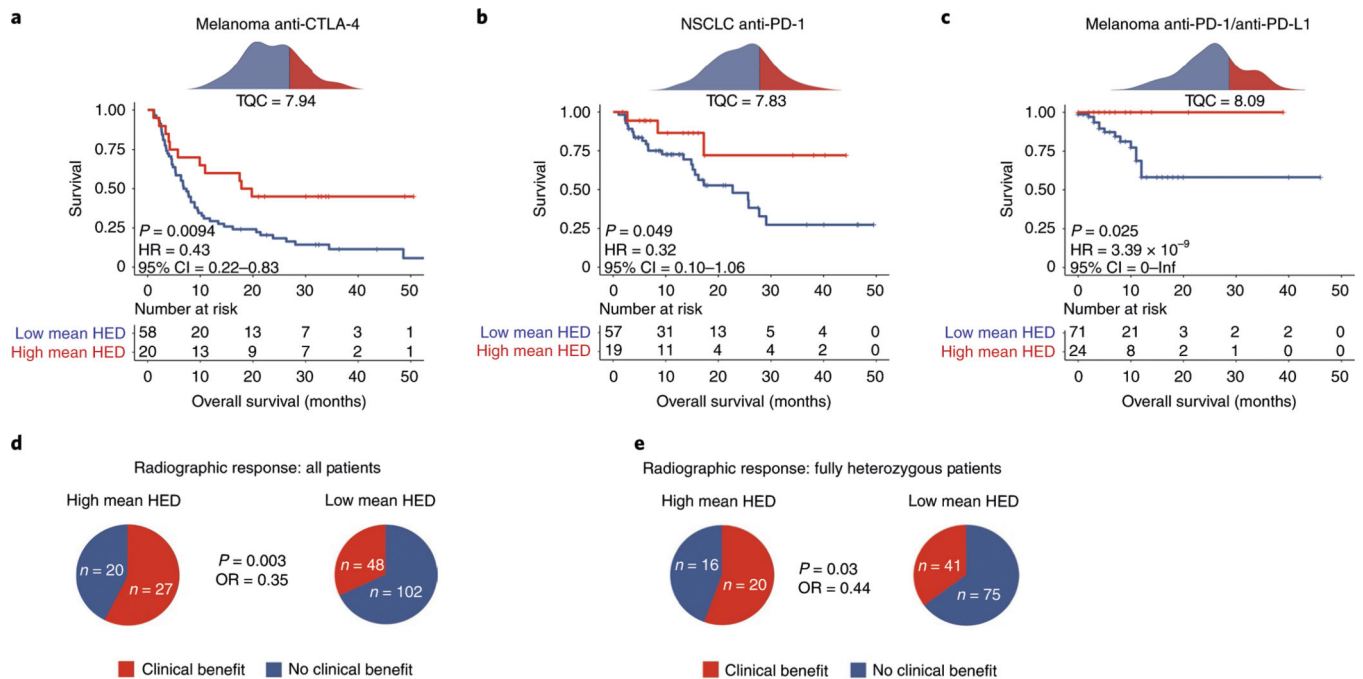 a
Melanoma anti-CTLA-4
TQC = 7.94
1.00
0.75
0.50
0.25
0
Survival
P = 0.0094
HR = 0.43
95% CI = 0.22–0.83
0 10 20 30 40 50
Number at risk
Low mean HED 58 20 13 7 3 1
High mean HED 20 13 9 7 2 1
0 10 20 30 40 50
Overall survival (months)
b
NSCLC anti-PD-1
TQC = 7.83
1.00
0.75
0.50
0.25
0
Survival
P = 0.049
HR = 0.32
95% CI = 0.10–1.06
0 10 20 30 40 50
Number at risk
Low mean HED 57 31 13 5 4 0
High mean HED 19 11 4 4 2 0
0 10 20 30 40 50
Overall survival (months)
c
Melanoma anti-PD-1/anti-PD-L1
TQC = 8.09
1.00
0.75
0.50
0.25
0
Survival
P = 0.025
HR = 3.39 × 10⁻⁹
95% CI = 0–Inf
0 10 20 30 40 50
Number at risk
Low mean HED 71 21 3 2 2 0
High mean HED 24 8 2 1 0 0
0 10 20 30 40 50
Overall survival (months)
d
Radiographic response: all patients
High mean HED
Low mean HED
n = 20
n = 27
P = 0.003
OR = 0.35
n = 48
n = 102
Clinical benefit
No clinical benefit
e
Radiographic response: fully heterozygous patients
High mean HED
Low mean HED
n = 16
n = 20
P = 0.03
OR = 0.44
n = 41
n = 75
Clinical benefit
No clinical benefit